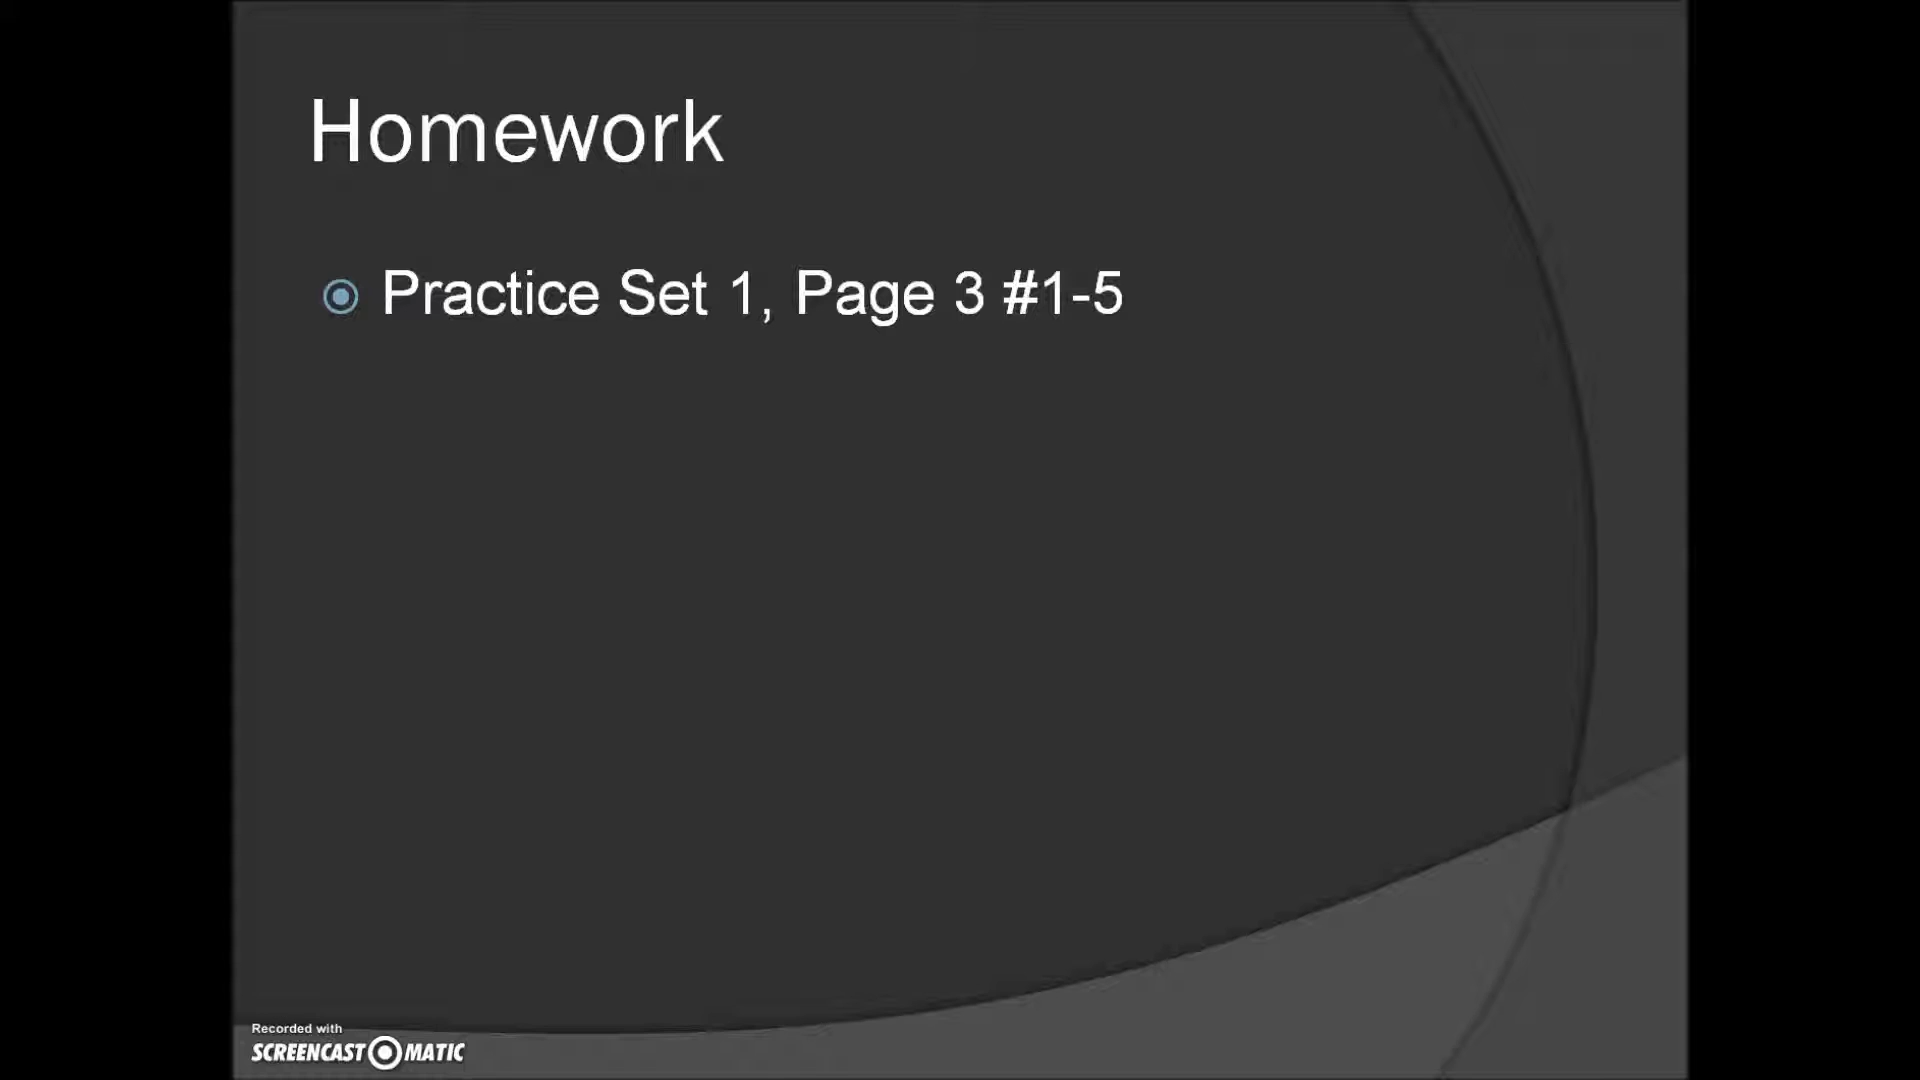 Homework
Practice Set 1, Page 3 #1-5
Recorded with
SCREENCAST O MATIC